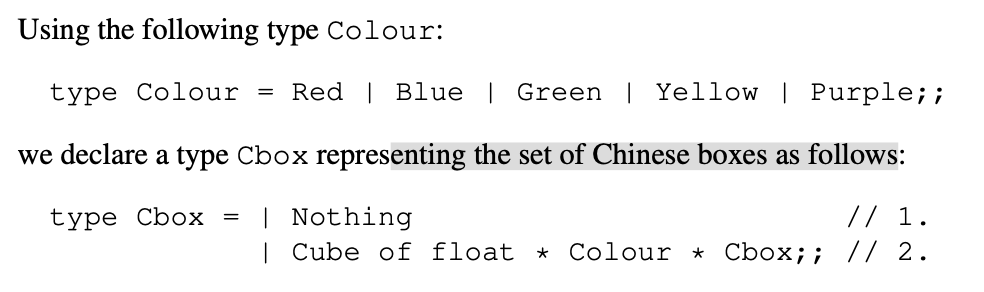 Using the following type Colour:
type Colour = Red | Blue | Green | Yellow | Purple;;
we declare a type Cbox representing the set of Chinese boxes as follows:
type Cbox = | Nothing // 1.
| Cube of float * Colour * Cbox;; // 2.